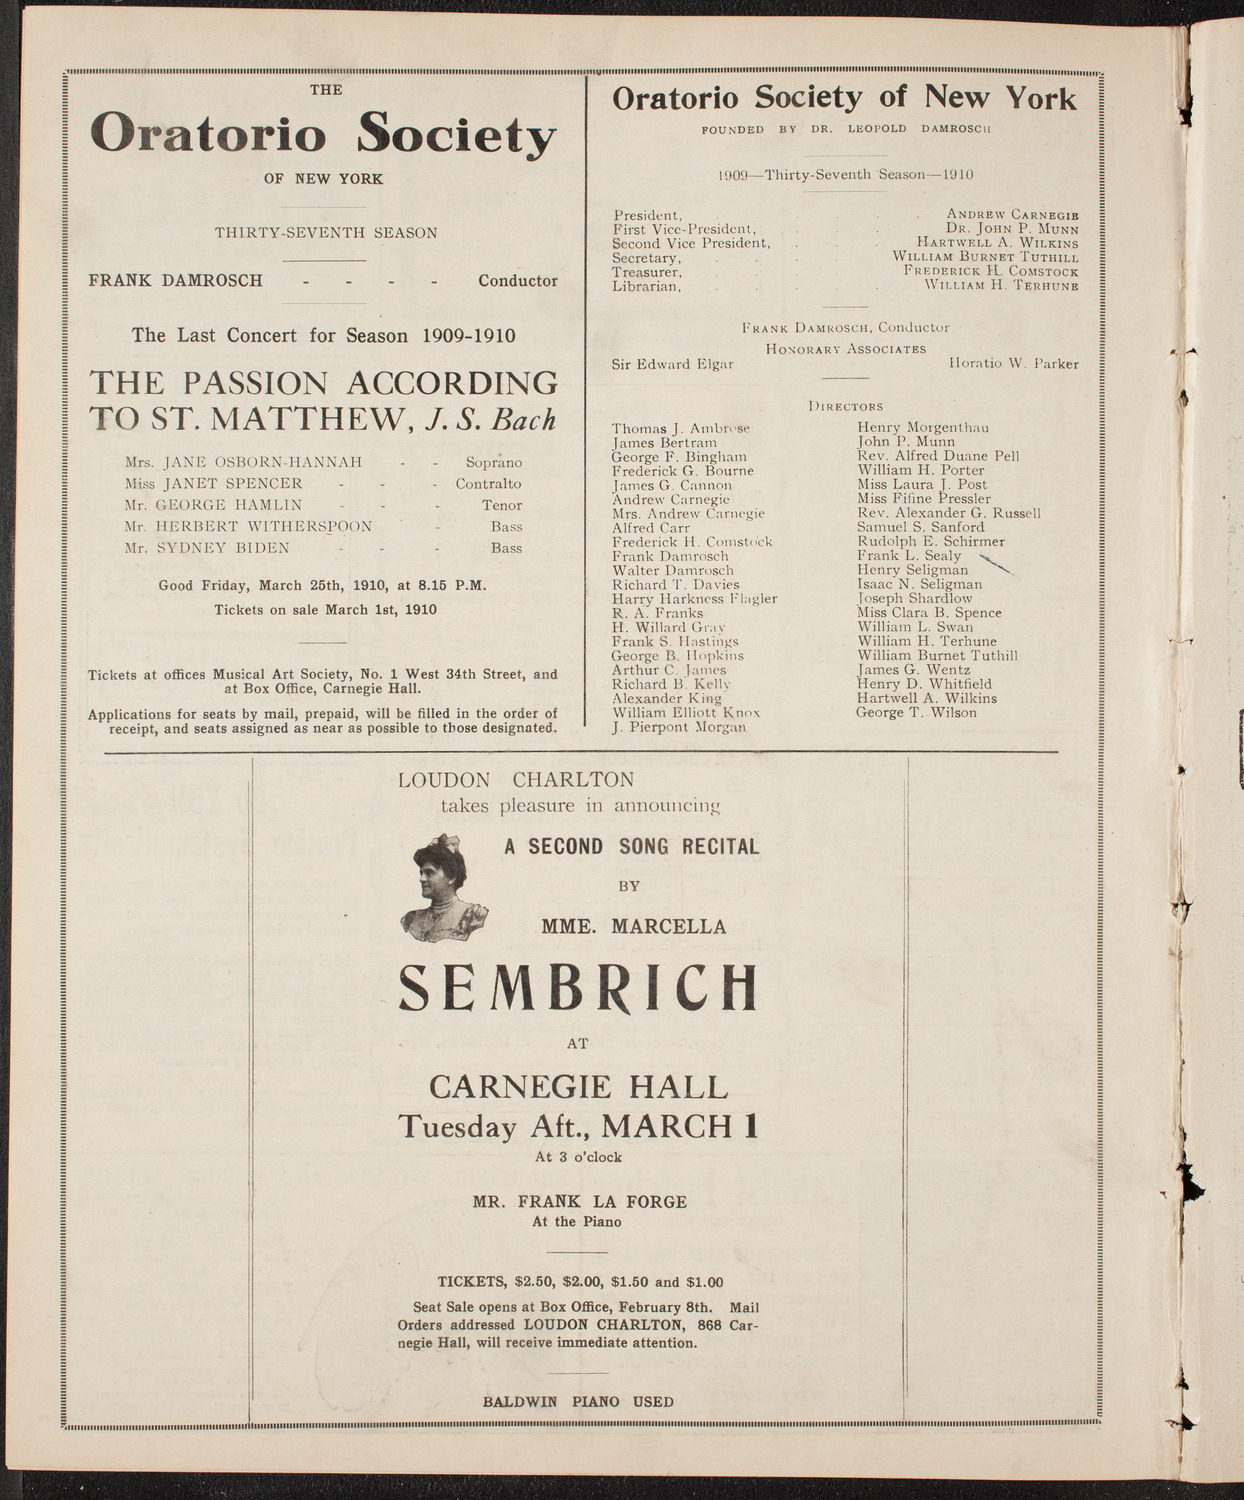 THE
Oratorio Society
OF NEW YORK
THIRTY-SEVENTH SEASON
FRANK DAMROSCH - - - - Conductor
The Last Concert for Season 1909-1910
THE PASSION ACCORDING
TO ST. MATTHEW, J. S. Bach
Mrs. JANE OSBORN-HANNAH - - Soprano
Miss JANET SPENCER - - - Contralto
Mr. GEORGE HAMLIN - - - Tenor
Mr. HERBERT WITHERSPOON - Bass
Mr. SYDNEY BIDEN - - - Bass
Good Friday, March 25th, 1910, at 8.15 P.M.
Tickets on sale March 1st, 1910
Tickets at offices Musical Art Society, No. 1 West 34th Street, and
at Box Office, Carnegie Hall.
Applications for seats by mail, prepaid, will be filled in the order of
receipt, and seats assigned as near as possible to those designated.
Oratorio Society of New York
FOUNDED BY DR. LEOPOLD DAMROSCH
1909—Thirty-Seventh Season—1910
President, . . . . . ANDREW CARNEGIE
First Vice-President, . . . . DR. JOHN P. MUNN
Second Vice President, . . . HARTWELL A. WILKINS
Secretary, . . . . WILLIAM BURNET TUTHILL
Treasurer, . . . . . FREDERICK H. COMSTOCK
Librarian, . . . . . WILLIAM H. TERHUNE
FRANK DAMROSCH, Conductor
HONORARY ASSOCIATES
Sir Edward Elgar Horatio W. Parker
DIRECTORS
Thomas J. Ambrose
James Bertram
George F. Bingham
Frederick G. Bourne
James G. Cannon
Andrew Carnegie
Mrs. Andrew Carnegie
Alfred Carr
Frederick H. Comstock
Frank Damrosch
Walter Damrosch
Richard T. Davies
Harry Harkness Flagler
R. A. Franks
H. Willard Gray
Frank S. Hastings
George B. Hopkins
Arthur C. James
Richard B. Kelly
Alexander King
William Elliott Knox
J. Pierpont Morgan
Henry Morgenthau
John P. Munn
Rev. Alfred Duane Pell
William H. Porter
Miss Laura J. Post
Miss Fifine Pressler
Rev. Alexander G. Russell
Samuel S. Sanford
Rudolph E. Schirmer
Frank L. Sealy
Henry Seligman
Isaac N. Seligman
Joseph Shardlow
Miss Clara B. Spence
William L. Swan
William H. Terhune
William Burnet Tuthill
James G. Wentz
Henry D. Whitfield
Hartwell A. Wilkins
George T. Wilson
LOUDON CHARLTON
takes pleasure in announcing
A SECOND SONG RECITAL
BY
MME. MARCELLA
SEMBRICH
AT
CARNEGIE HALL
Tuesday Aft., MARCH 1
At 3 o'clock
MR. FRANK LA FORGE
At the Piano
TICKETS, $2.50, $2.00, $1.50 and $1.00
Seat Sale opens at Box Office, February 8th. Mail
Orders addressed LOUDON CHARLTON, 868 Car-
negie Hall, will receive immediate attention.
BALDWIN PIANO USED